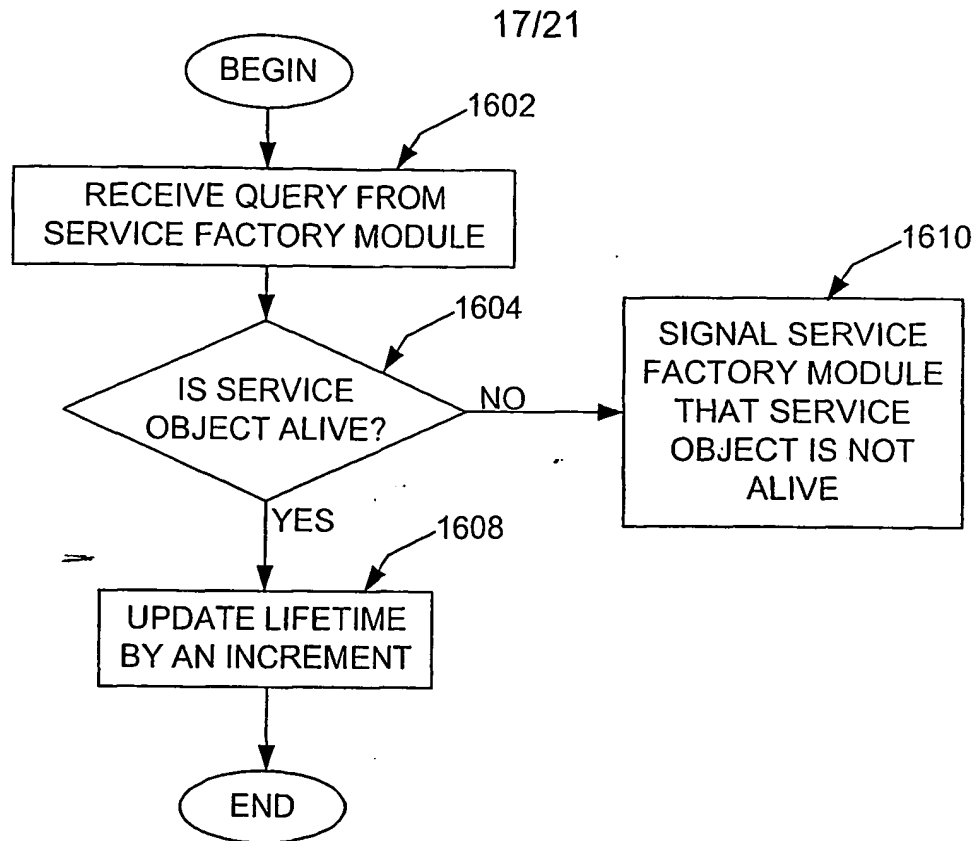 17/21
BEGIN
1602
RECEIVE QUERY FROM
SERVICE FACTORY MODULE
1604
IS SERVICE
OBJECT ALIVE?
NO
1610
SIGNAL SERVICE
FACTORY MODULE
THAT SERVICE
OBJECT IS NOT
ALIVE
YES
1608
UPDATE LIFETIME
BY AN INCREMENT
END